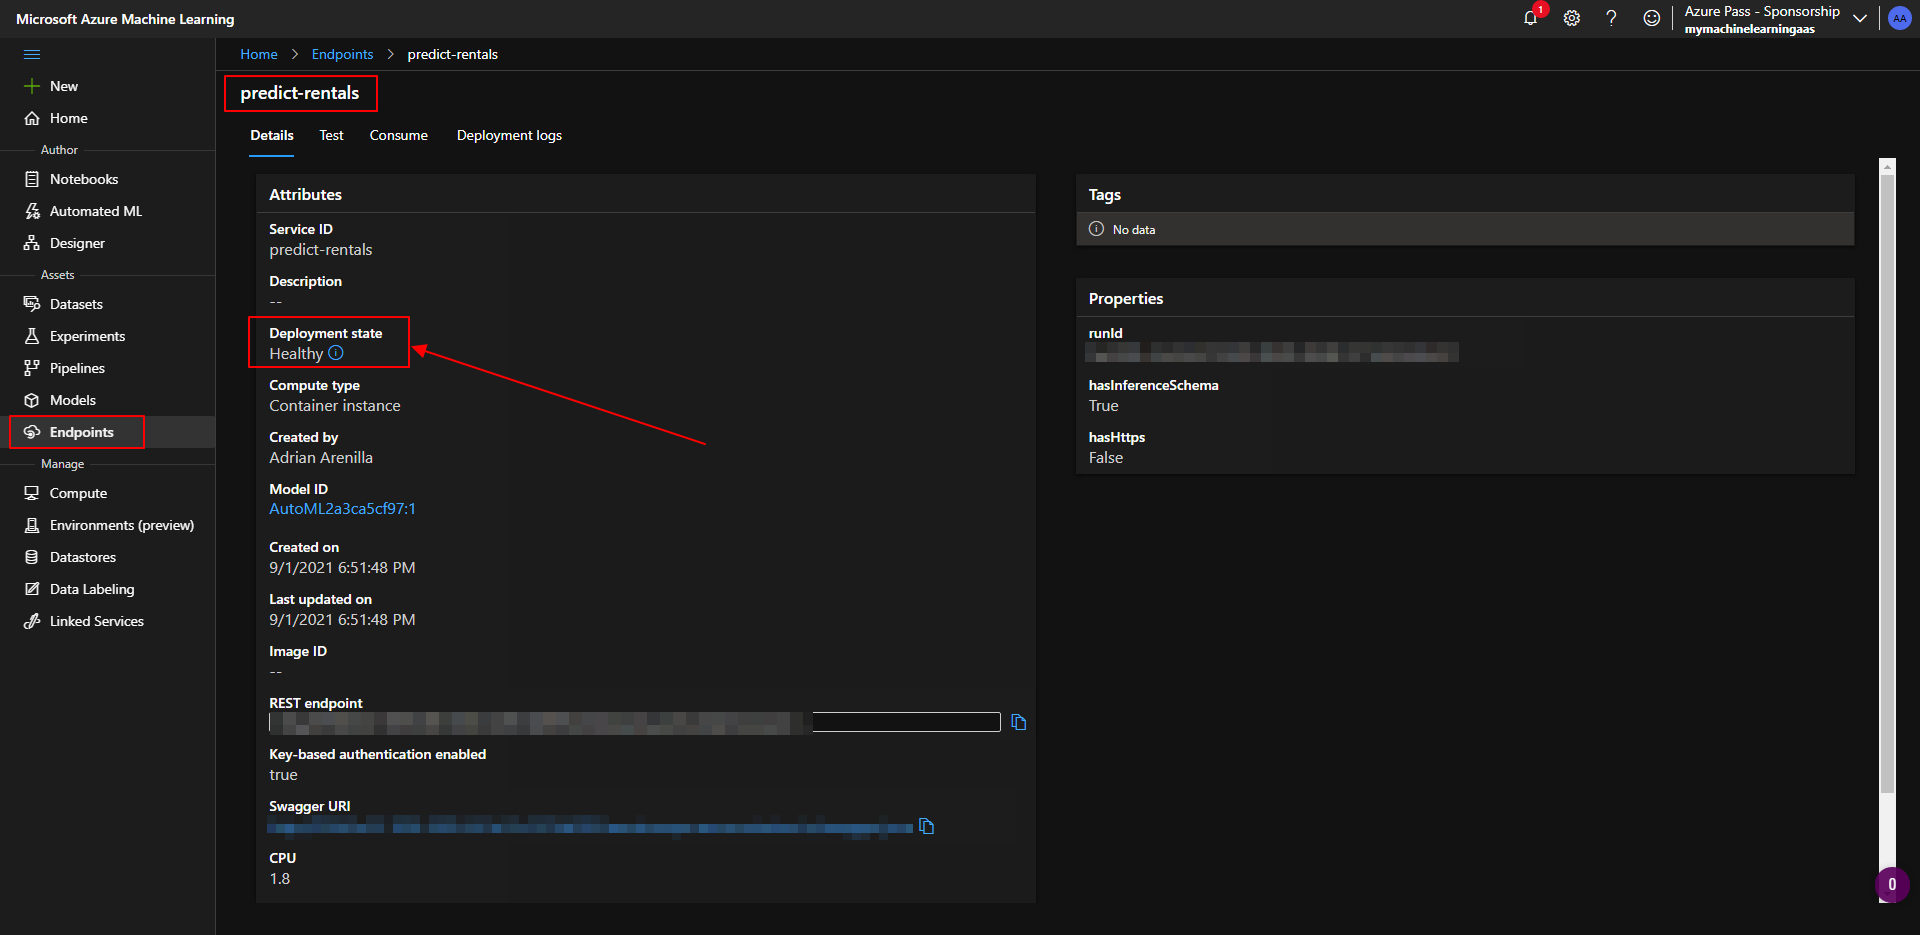 Microsoft Azure Machine Learning
1
Azure Pass - Sponsorship
mymachinelearningaas
AA
New
Home
Author
Notebooks
Automated ML
Designer
Assets
Datasets
Experiments
Pipelines
Models
Endpoints
Manage
Compute
Environments (preview)
Datastores
Data Labeling
Linked Services
Home > Endpoints > predict-rentals
predict-rentals
Details Test Consume Deployment logs
Attributes
Service ID
predict-rentals
Description
--
Deployment state
Healthy
Compute type
Container instance
Created by
Adrian Arenilla
Model ID
AutoML2a3ca5cf97:1
Created on
9/1/2021 6:51:48 PM
Last updated on
9/1/2021 6:51:48 PM
Image ID
--
REST endpoint
Key-based authentication enabled
true
Swagger URI
CPU
1.8
Tags
No data
Properties
runId
hasInferenceSchema
True
hasHttps
False
0